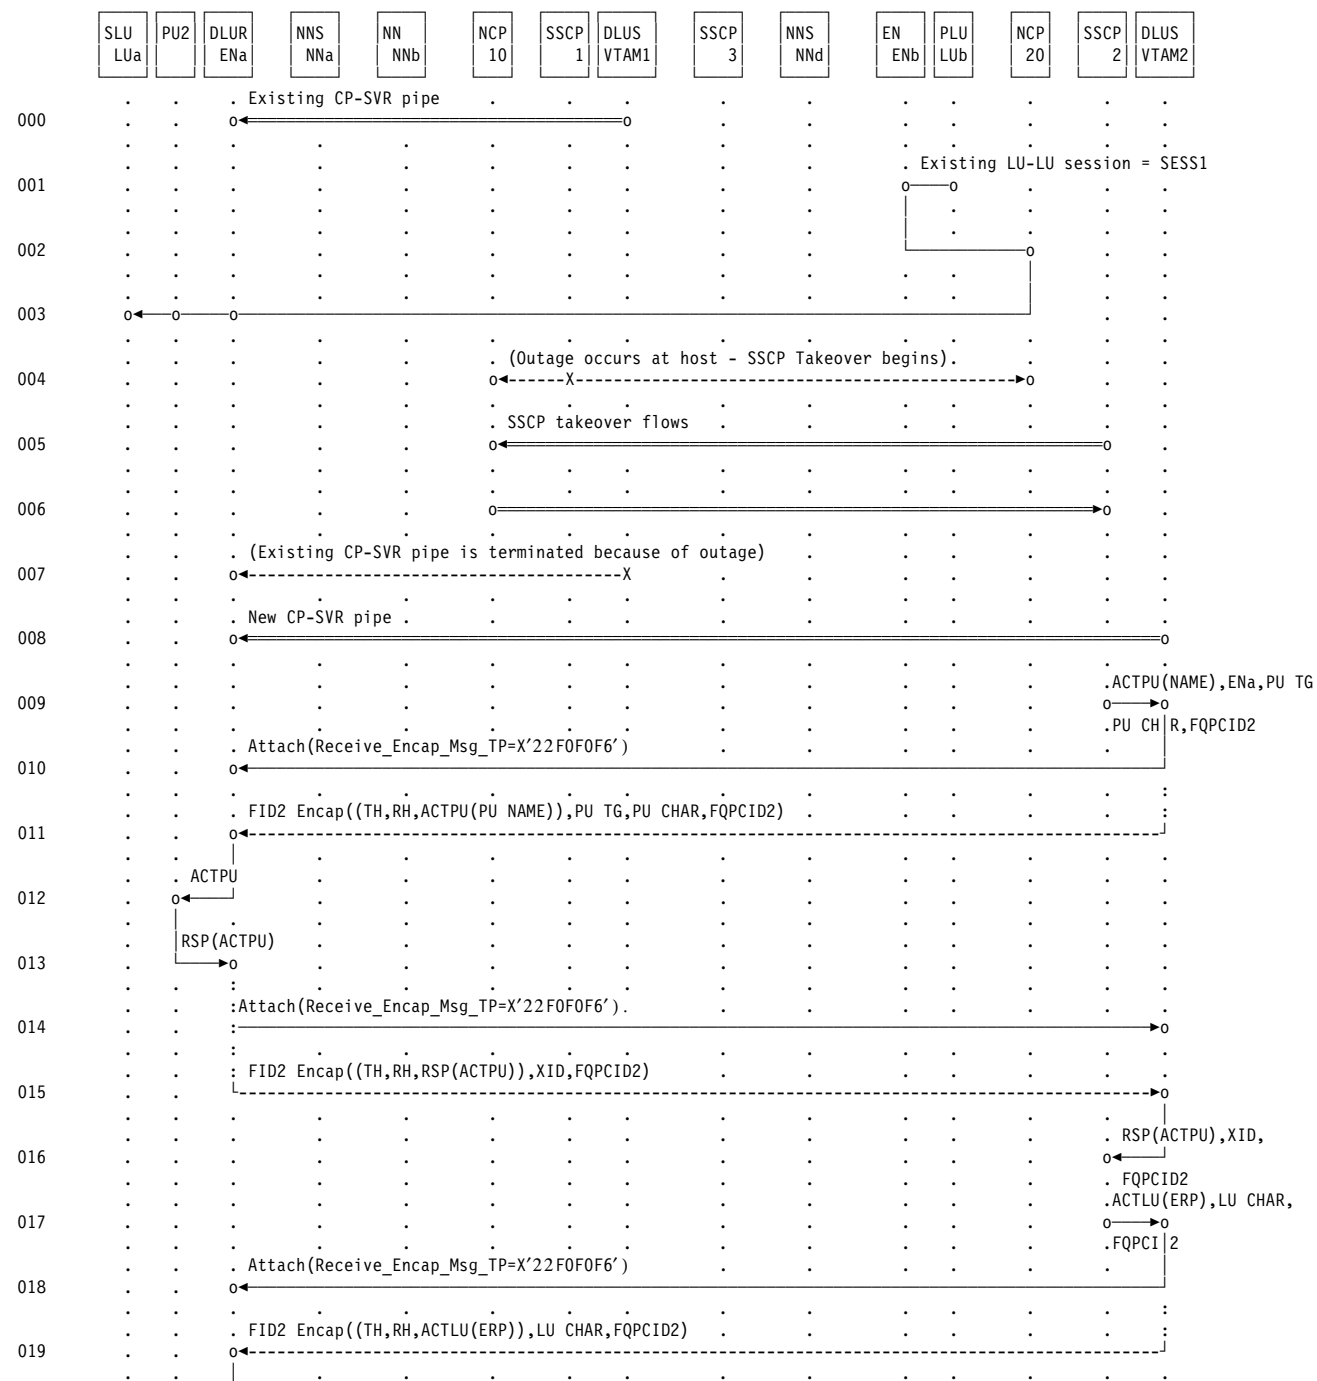 SLU PU2 DLUR NNS NN NCP SSCP DLUS SSCP NNS EN PLU NCP SSCP DLUS
LUa ENa NNa NNb 10 1 VTAM1 3 NNd ENb LUb 20 2 VTAM2
Existing CP-SVR pipe
000
Existing LU-LU session = SESS1
001
002
003
(Outage occurs at host - SSCP Takeover begins).
004
SSCP takeover flows
005
006
(Existing CP-SVR pipe is terminated because of outage)
007
New CP-SVR pipe
008
ACTPU(NAME),ENa,PU TG
009
PU CHR,FQPCID2
Attach(Receive_Encap_Msg_TP=X'22F0F0F6')
010
FID2 Encap((TH,RH,ACTPU(PU NAME)),PU TG,PU CHAR,FQPCID2)
011
ACTPU
012
RSP(ACTPU)
013
Attach(Receive_Encap_Msg_TP=X'22F0F0F6').
014
FID2 Encap((TH,RH,RSP(ACTPU)),XID,FQPCID2)
015
RSP(ACTPU),XID,
016
FQPCID2
ACTLU(ERP),LU CHAR,
017
FQPCI 2
Attach(Receive_Encap_Msg_TP=X'22F0F0F6')
018
FID2 Encap((TH,RH,ACTLU(ERP)),LU CHAR,FQPCID2)
019